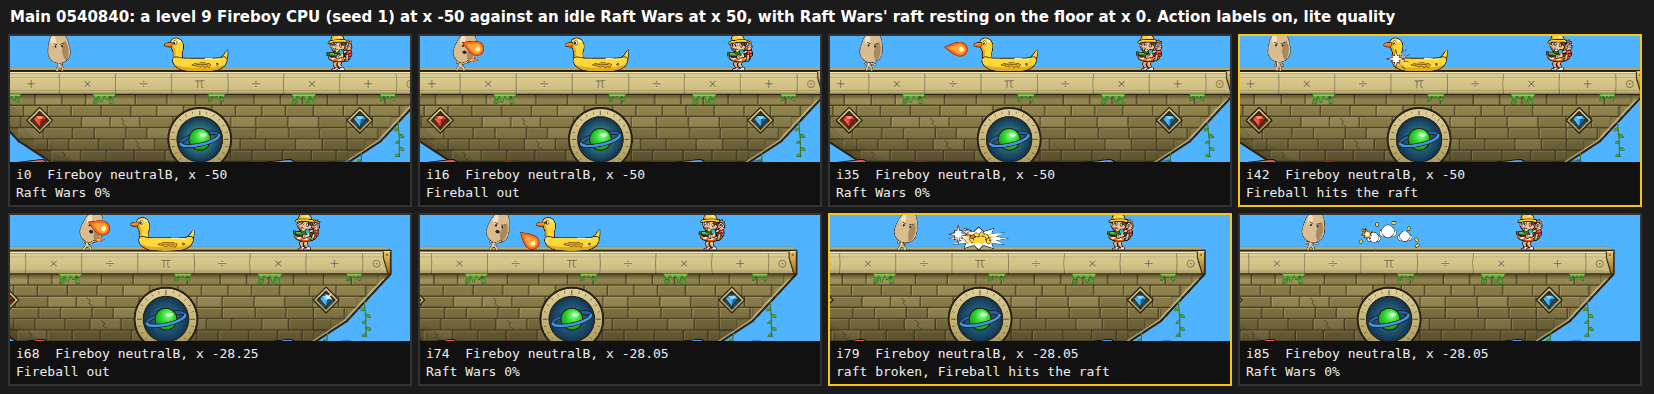 Main 0540840: a level 9 Fireboy CPU (seed 1) at x -50 against an idle Raft Wars at x 50, with Raft Wars' raft resting on the floor at x 0. Action labels on, lite quality
+ × ÷ π ÷ × +
+ × ÷ π ÷ × +
+ × ÷ π ÷ × +
+ × ÷ π ÷ × +
i0 Fireboy neutralB, x -50
Raft Wars 0%
i16 Fireboy neutralB, x -50
Fireball out
i35 Fireboy neutralB, x -50
Raft Wars 0%
i42 Fireboy neutralB, x -50
Fireball hits the raft
× ÷ π ÷ × +
× ÷ π ÷ × +
× ÷ π ÷ × +
× ÷ π ÷ × +
i68 Fireboy neutralB, x -28.25
Fireball out
i74 Fireboy neutralB, x -28.05
Raft Wars 0%
i79 Fireboy neutralB, x -28.05
raft broken, Fireball hits the raft
i85 Fireboy neutralB, x -28.05
Raft Wars 0%